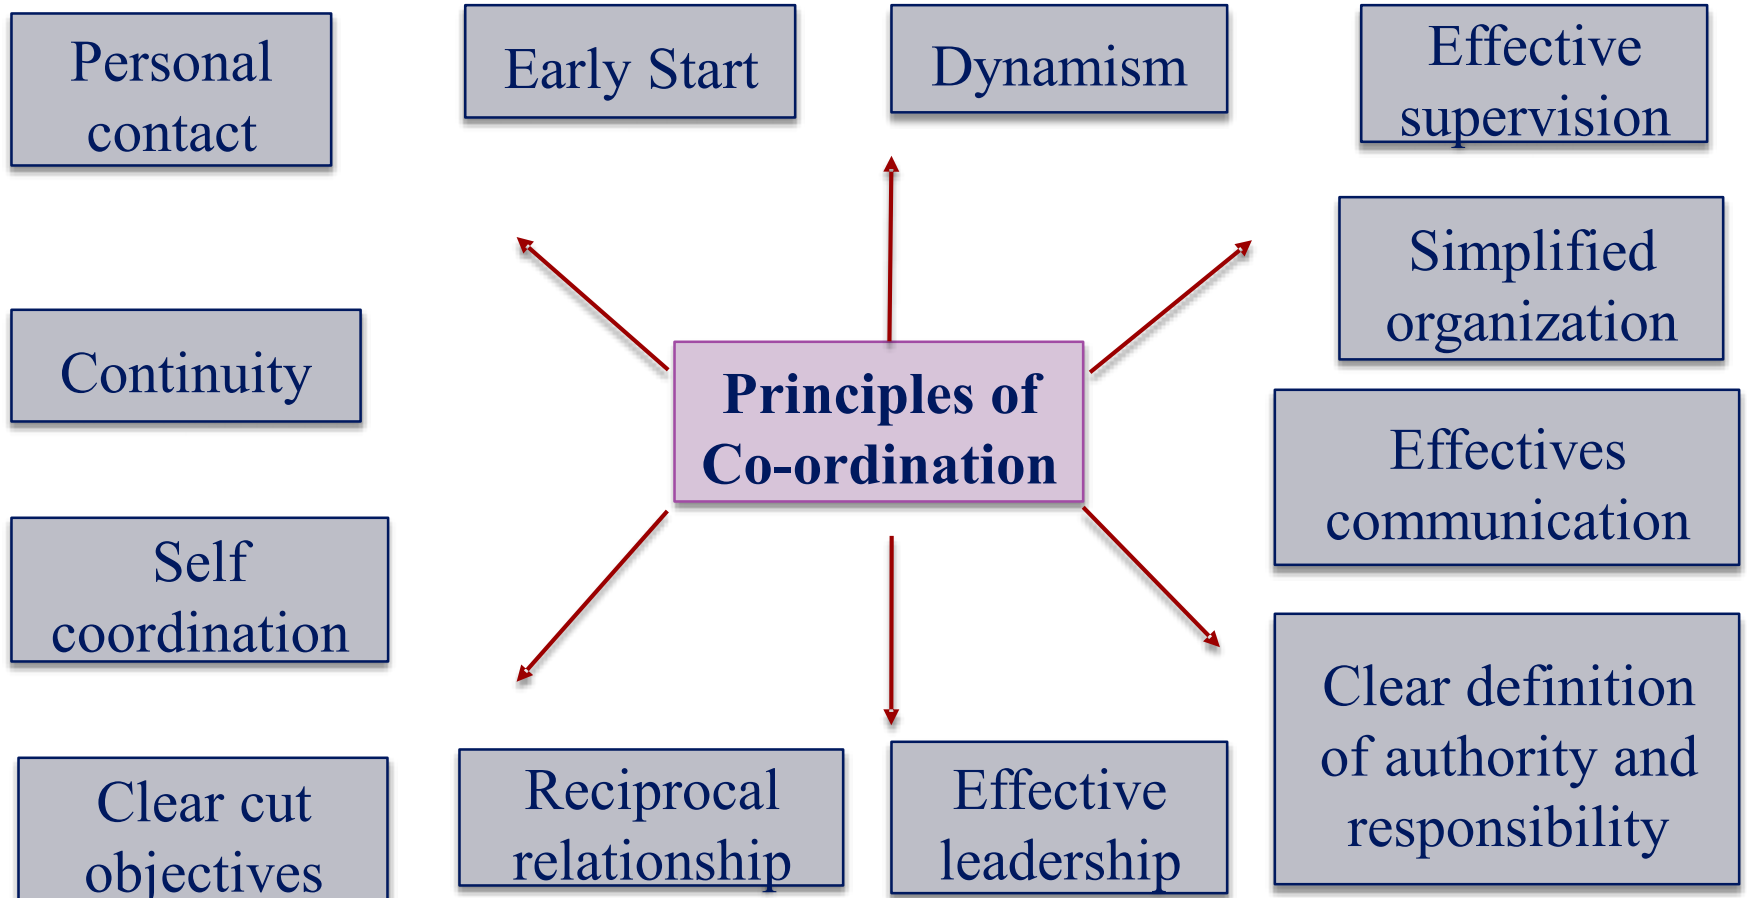 Personal
contact
Early Start
Dynamism
Effective
supervision
Simplified
organization
Continuity
Principles of
Co-ordination
Effectives
communication
Self
coordination
Clear definition
of authority and
responsibility
Clear cut
objectives
Reciprocal
relationship
Effective
leadership